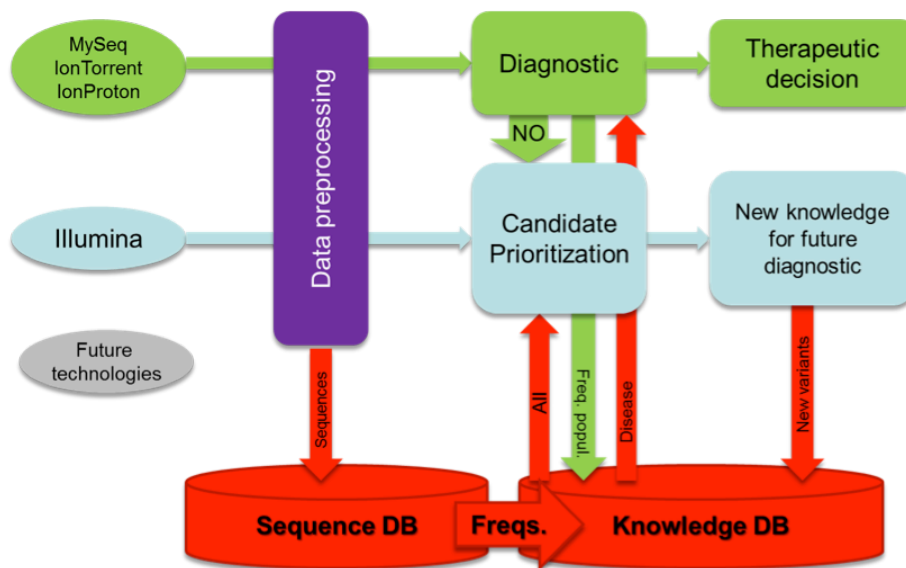 MySeq
IonTorrent
IonProton
Data preprocessing
Diagnostic
Therapeutic
decision
NO
Illumina
Candidate
Prioritization
New knowledge
for future
diagnostic
Future
technologies
Sequences
All
Freq. popul.
Disease
New variants
Sequence DB
Freqs.
Knowledge DB